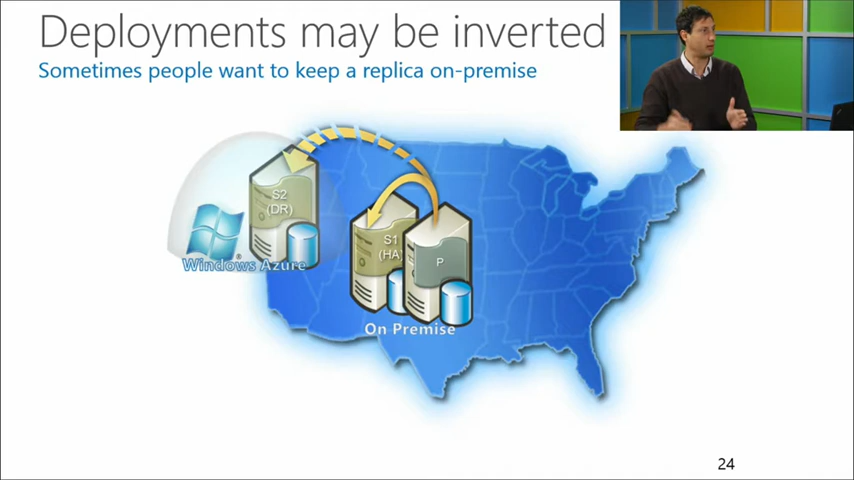 Deployments may be inverted
Sometimes people want to keep a replica on-premise
S2
(DR)
Windows Azure
S1
(HA)
P
On Premise
24